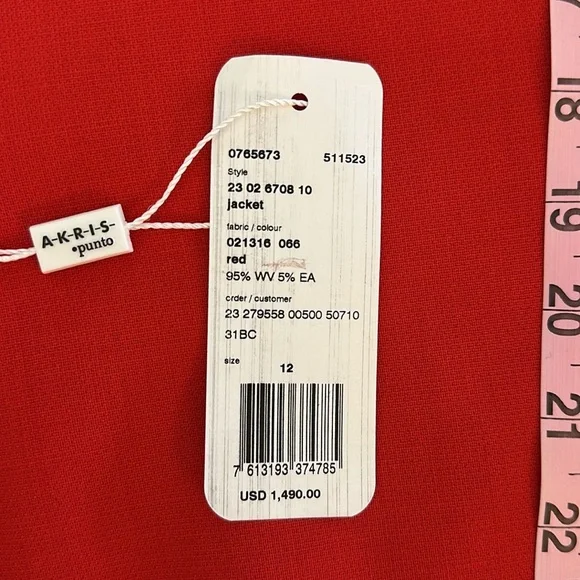 A-K-R-I-S-
•punto
0765673 511523
Style
23 02 6708 10
jacket
fabric / colour
021316 066
red
95% WV 5% EA
order / customer
23 279558 00500 50710
31BC
size 12
7 613193 374785
USD 1,490.00
18
19
20
21
22